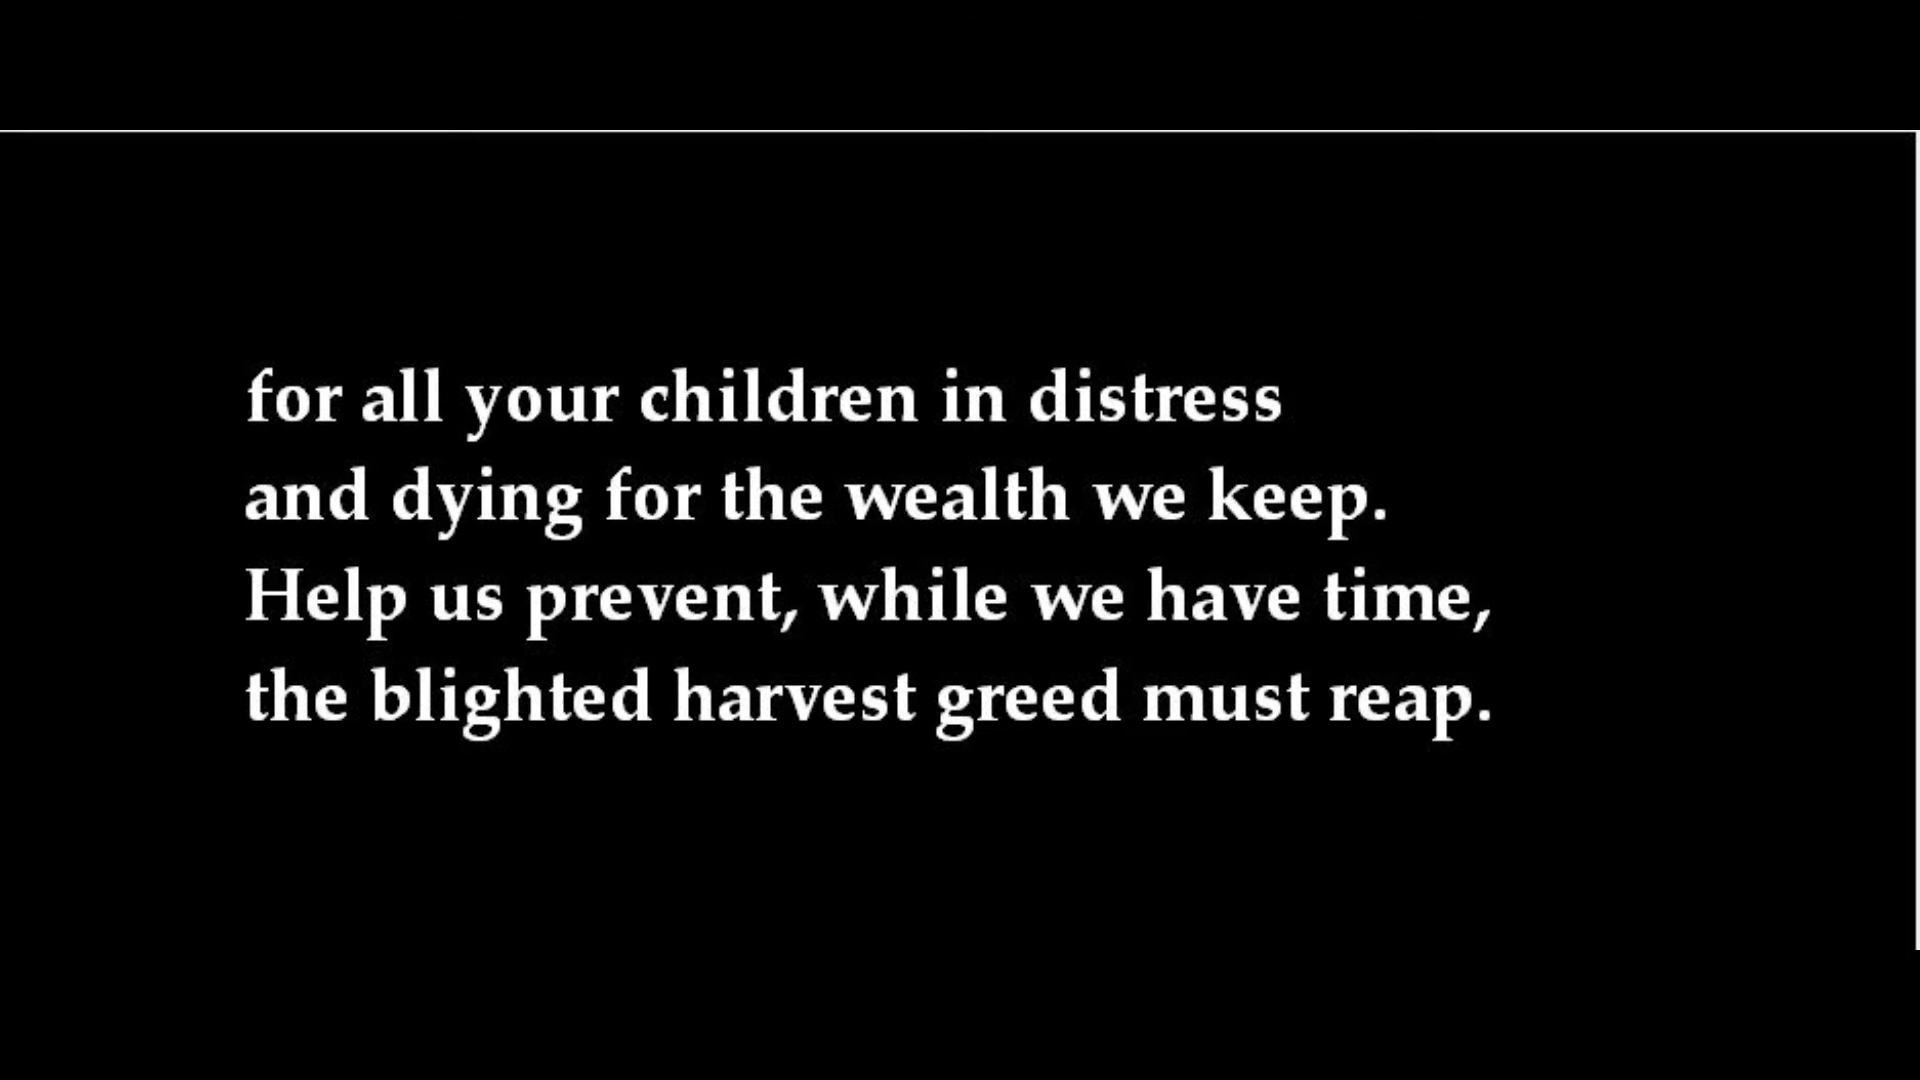 for all your children in distress
and dying for the wealth we keep.
Help us prevent, while we have time,
the blighted harvest greed must reap.